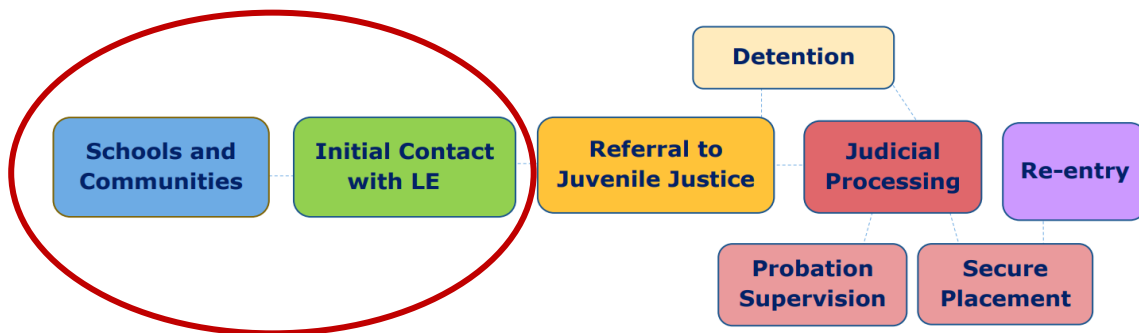 Detention
Schools and
Communities
Initial Contact
with LE
Referral to
Juvenile Justice
Judicial
Processing
Re-entry
Probation
Supervision
Secure
Placement